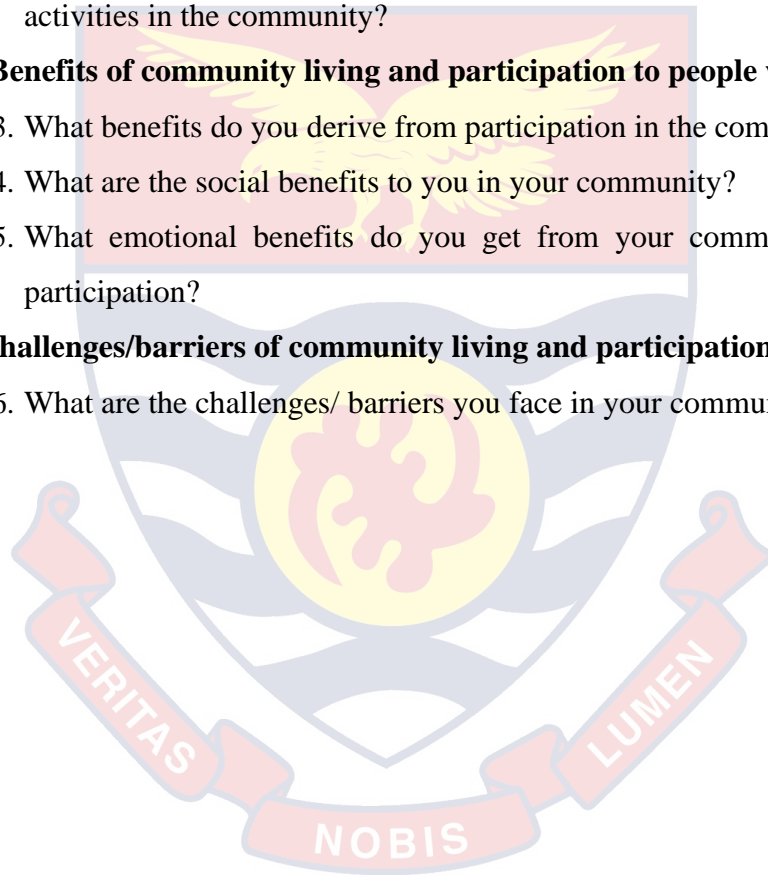 activities in the community?
Benefits of community living and participation to people
3. What benefits do you derive from participation in the com
4. What are the social benefits to you in your community?
5. What emotional benefits do you get from your comm
participation?
hallenges/barriers of community living and participation
6. What are the challenges/ barriers you face in your commu
VERITAS
NOBIS
LUMEN